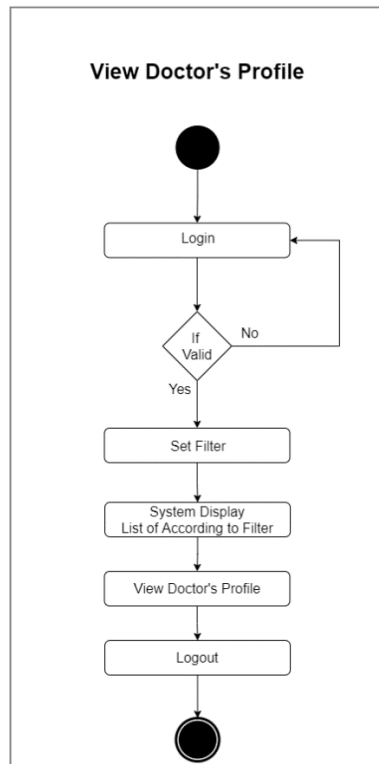 View Doctor's Profile
Login
If
Valid
No
Yes
Set Filter
System Display
List of According to Filter
View Doctor's Profile
Logout